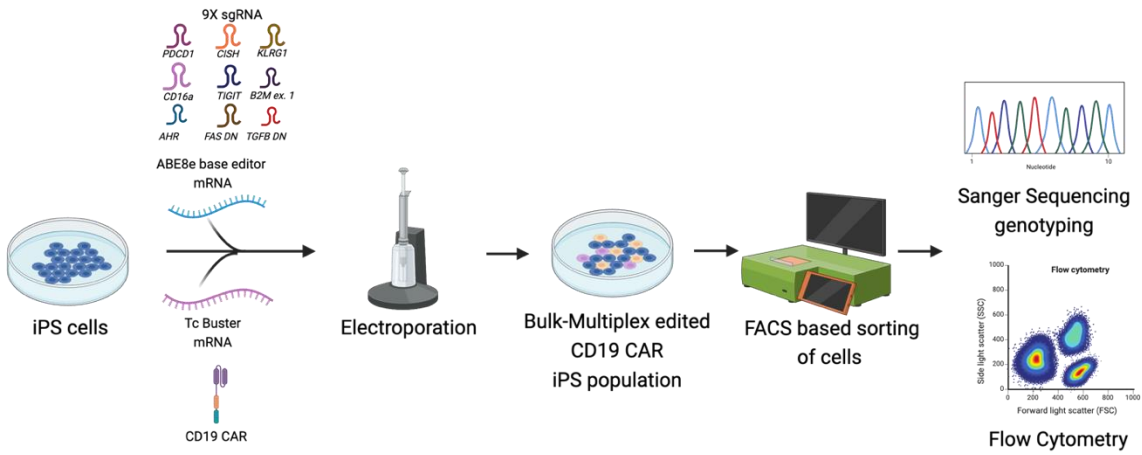 9X sgRNA
PDCD1 CISH KLRG1
CD16a TIGIT B2M ex. 1
AHR FAS DN TGFB DN
ABE8e base editor
mRNA
iPS cells
Tc Buster
mRNA
CD19 CAR
Electroporation
Bulk-Multiplex edited
CD19 CAR
iPS population
FACS based sorting
of cells
1 10
Nucleotide
Sanger Sequencing
genotyping
Flow cytometry
Side light scatter (SSC)
1000
800
600
400
200
0
0 200 400 600 800 1000
Forward light scatter (FSC)
Flow Cytometry